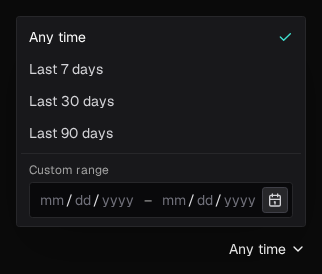 Any time
Last 7 days
Last 30 days
Last 90 days
Custom range
mm/dd/yyyy – mm/dd/yyyy
Any time